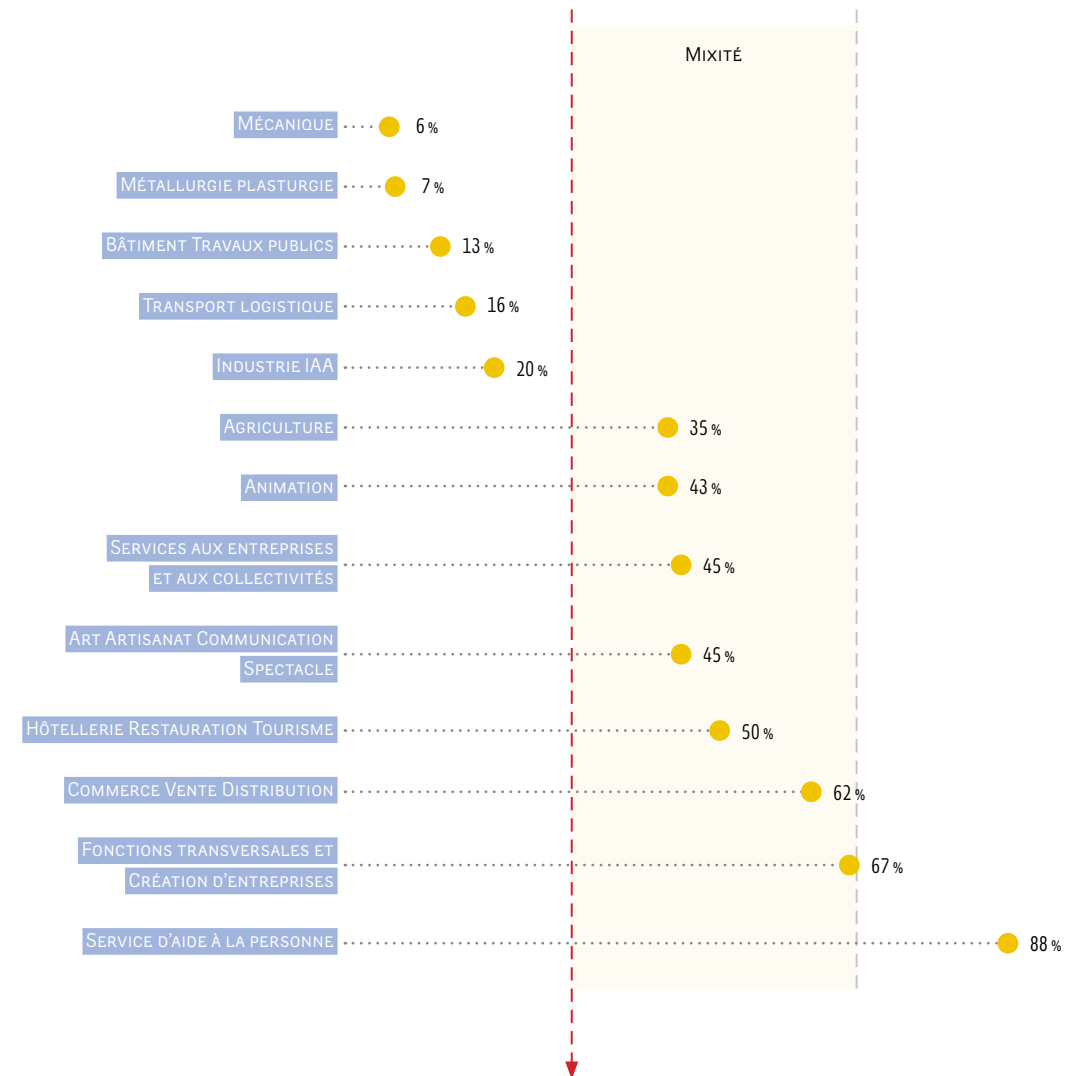 Mixité
Mécanique 6 %
Métallurgie plasturgie 7 %
Bâtiment Travaux publics 13 %
Transport logistique 16 %
Industrie IAA 20 %
Agriculture 35 %
Animation 43 %
Services aux entreprises
et aux collectivités 45 %
Art Artisanat Communication
Spectacle 45 %
Hôtellerie Restauration Tourisme 50 %
Commerce Vente Distribution 62 %
Fonctions transversales et
Création d'entreprises 67 %
Service d'aide à la personne 88 %